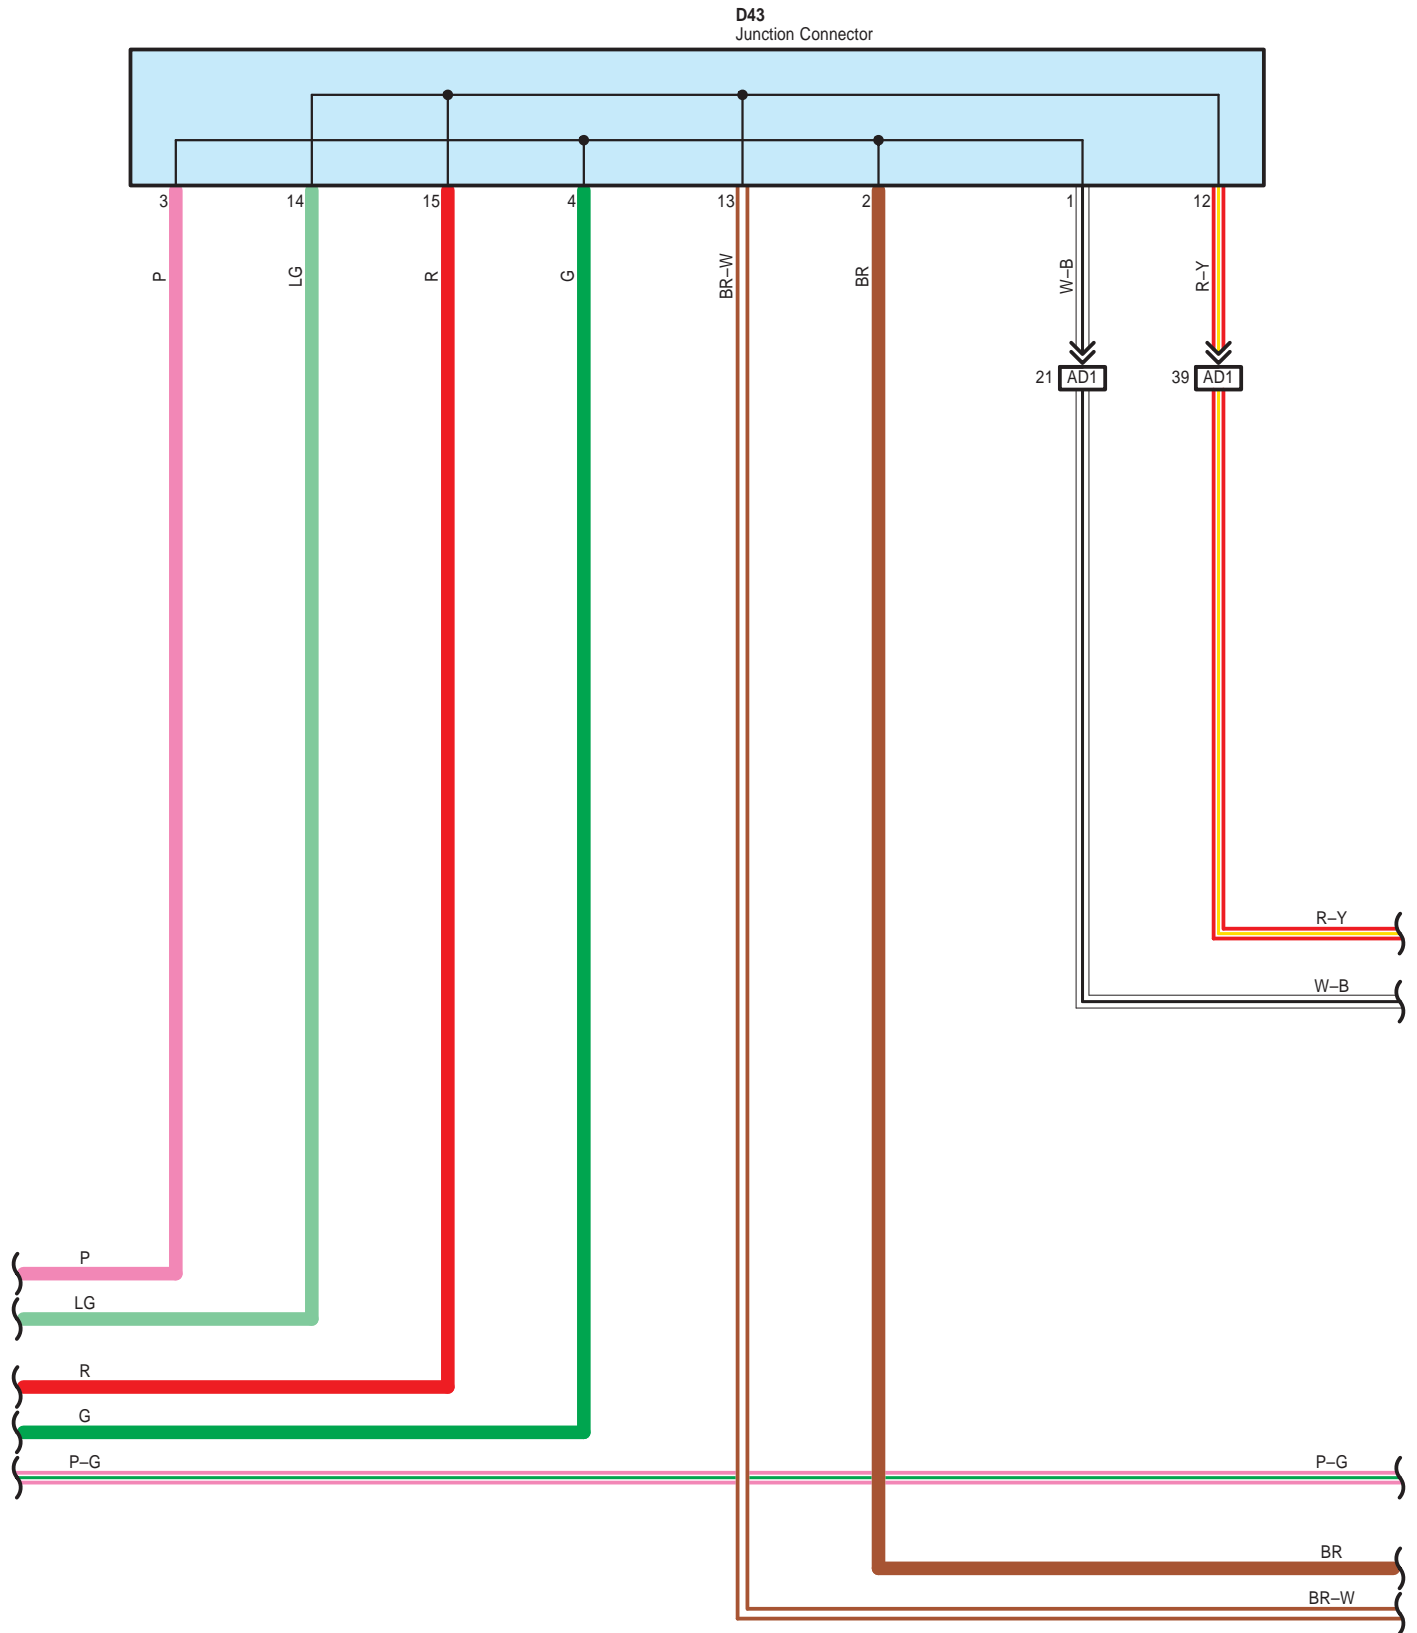 D43
Junction Connector
3 14 15 4 13 2 1 12
P LG R G BR–W BR W–B R–Y
21 AD1 39 AD1
R–Y
W–B
P
LG
R
G
P–G P–G
BR
BR–W